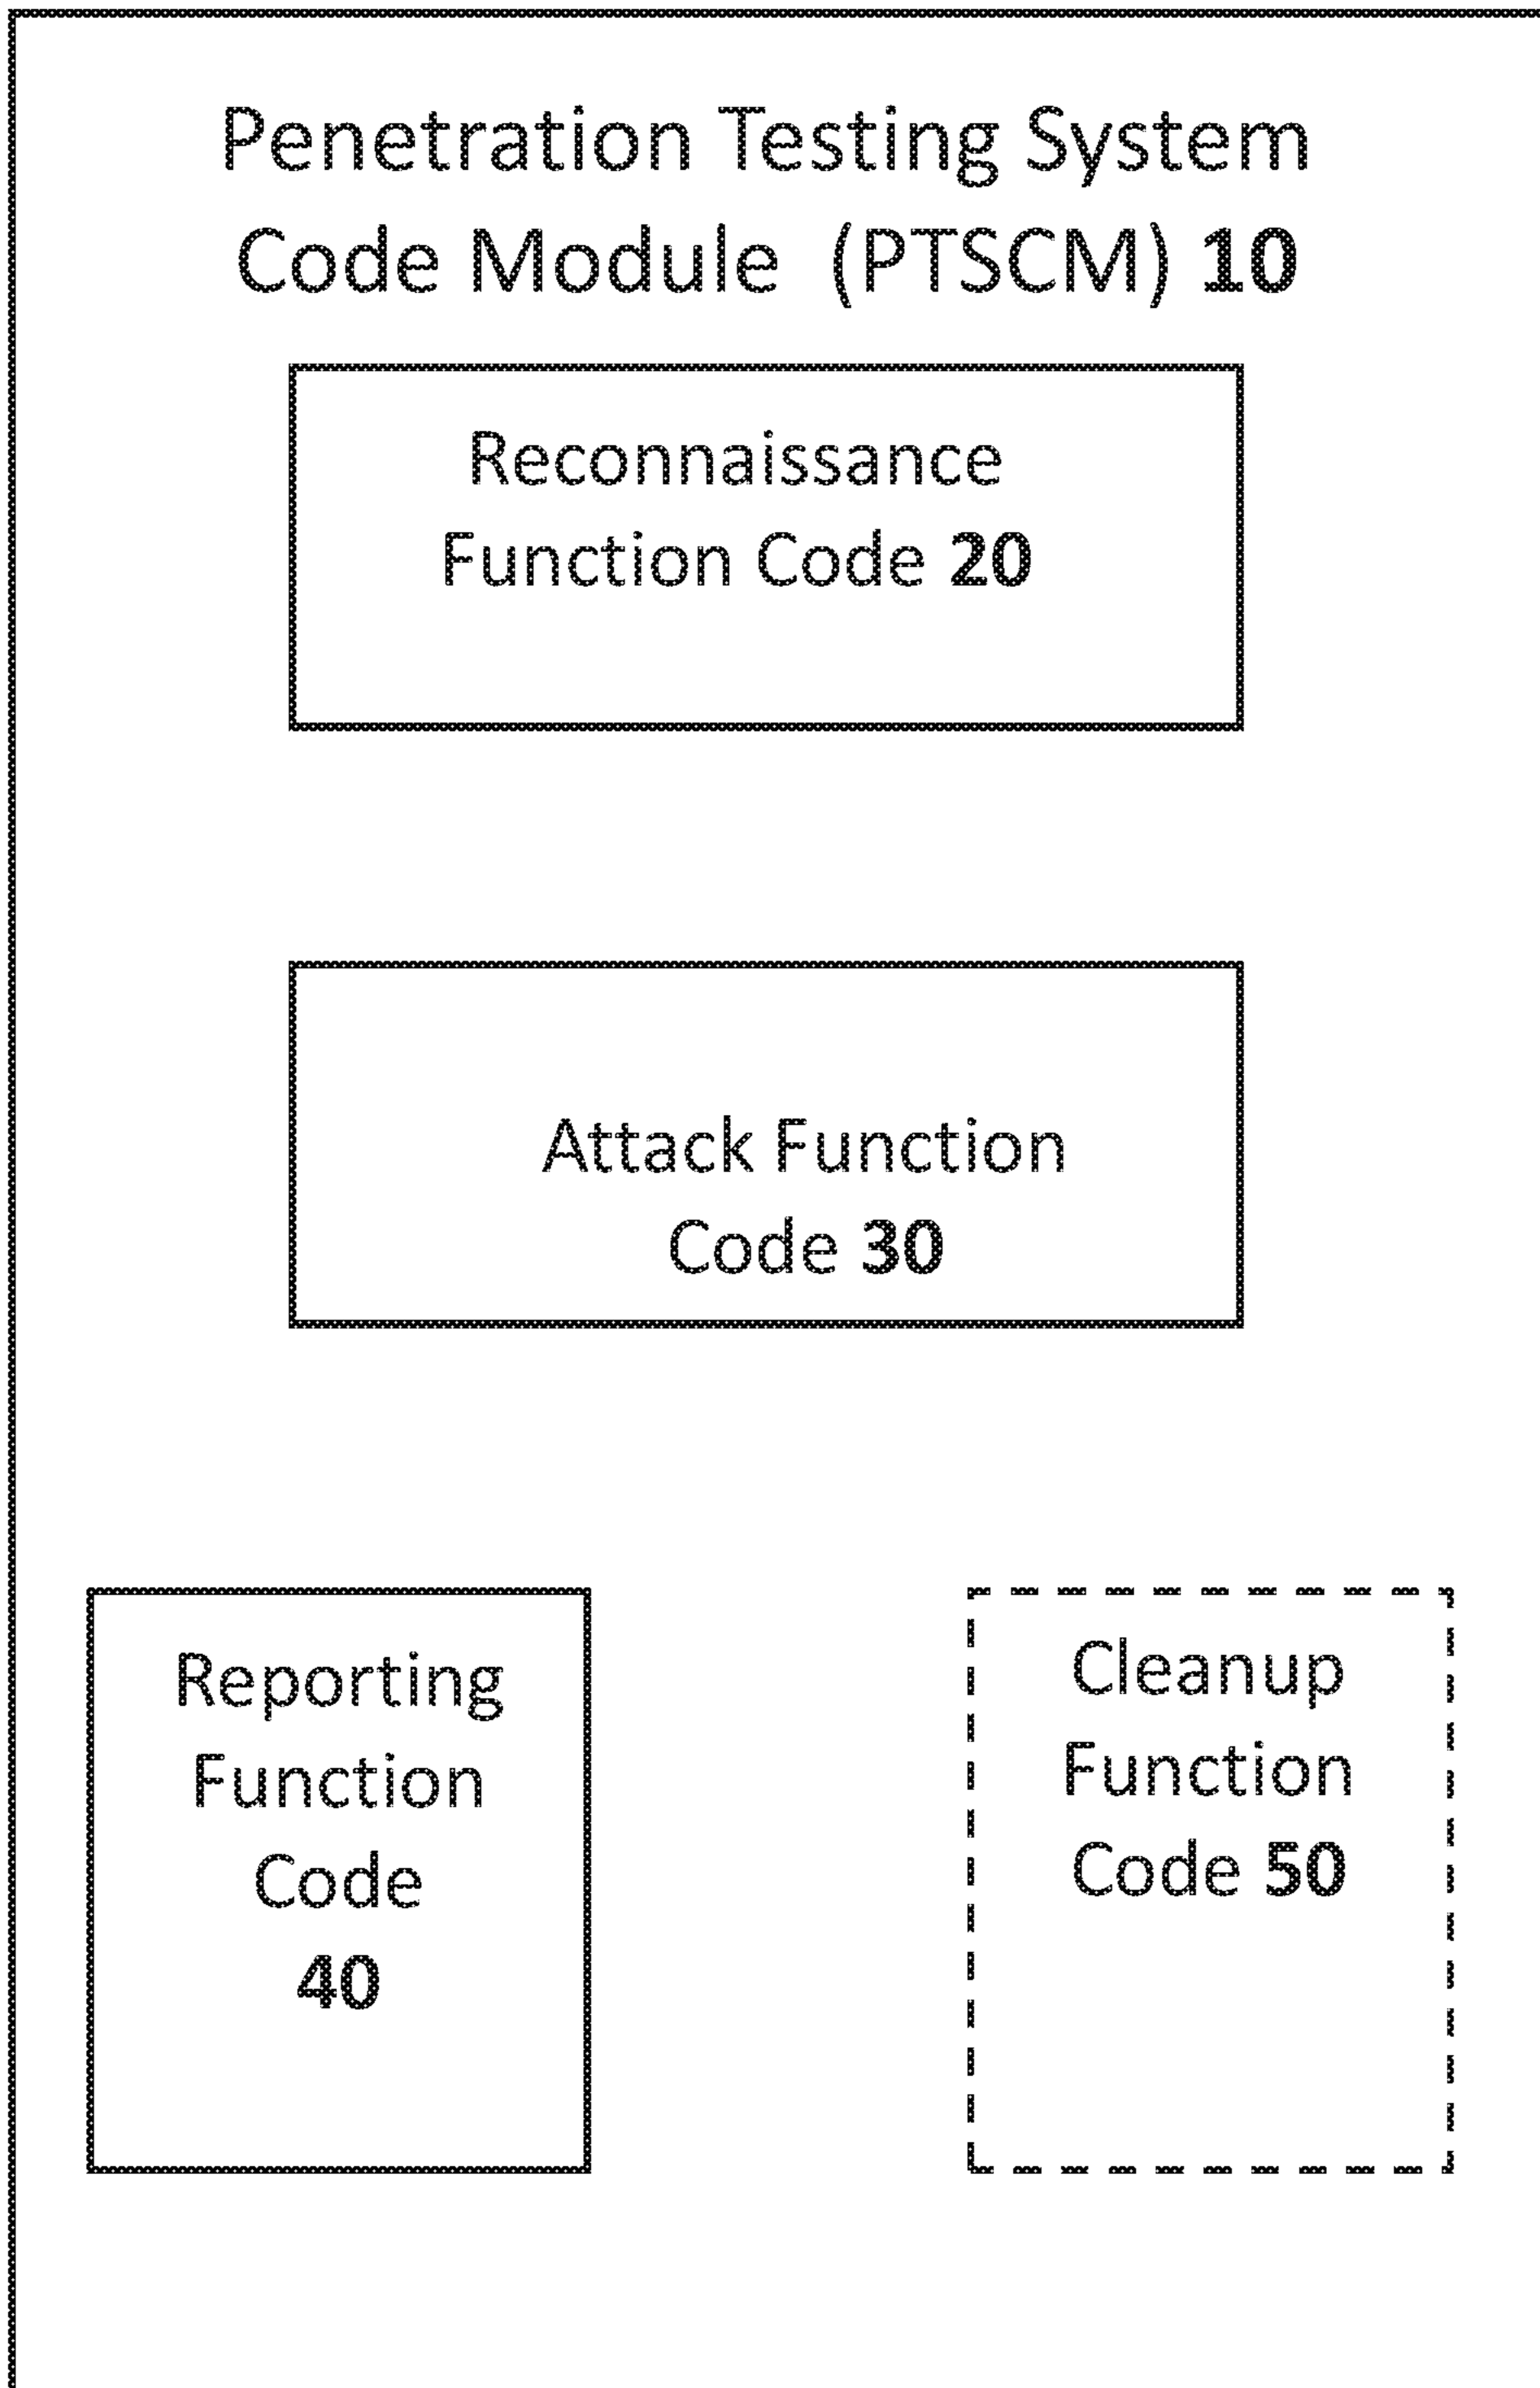 Penetration Testing System
Code Module (PTSCM) 10
Reconnaissance
Function Code 20
Attack Function
Code 30
Reporting
Function
Code
40
Cleanup
Function
Code 50